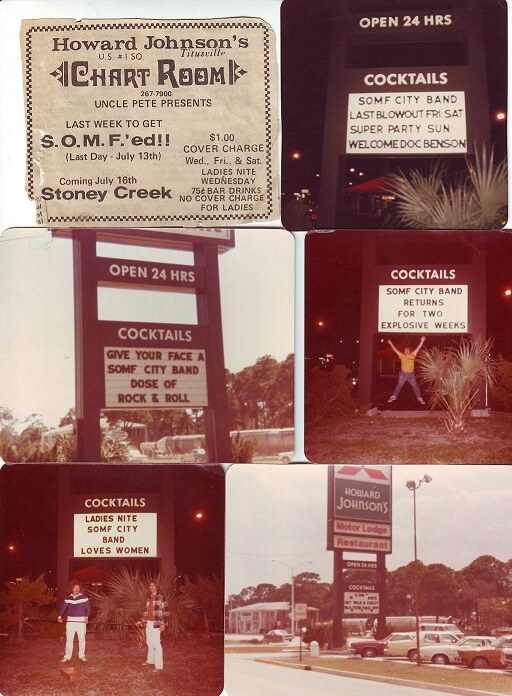 Howard Johnson's
U.S. #1 SO. Titusville
CHART ROOM
267-7900
UNCLE PETE PRESENTS
LAST WEEK TO GET
S.O.M.F.'ed!!
(Last Day - July 13th)
Coming July 16th
Stoney Creek
$1.00
COVER CHARGE
Wed., Fri., & Sat.
LADIES NITE
WEDNESDAY
75¢ BAR DRINKS
NO COVER CHARGE
FOR LADIES
OPEN 24 HRS
COCKTAILS
SOMF CITY BAND
LAST BLOWOUT FRI SAT
SUPER PARTY SUN
WELCOME DOC BENSON
OPEN 24 HRS
COCKTAILS
GIVE YOUR FACE A
SOMF CITY BAND
DOSE OF
ROCK & ROLL
COCKTAILS
SOMF CITY BAND
RETURNS
FOR TWO
EXPLOSIVE WEEKS
COCKTAILS
LADIES NITE
SOMF CITY
BAND
LOVES WOMEN
HOWARD
JOHNSON'S
Motor Lodge
Restaurant
OPEN 24 HRS
COCKTAILS